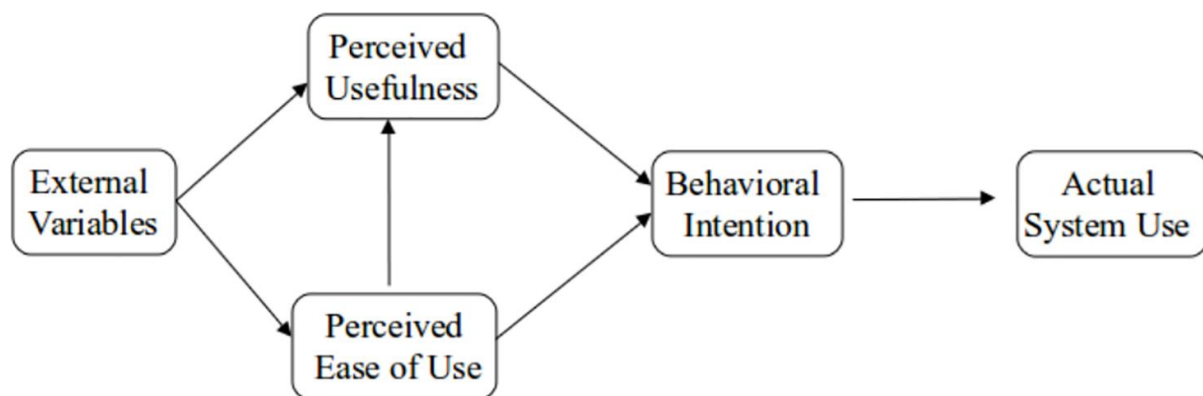 Perceived
Usefulness
External
Variables
Behavioral
Intention
Actual
System Use
Perceived
Ease of Use